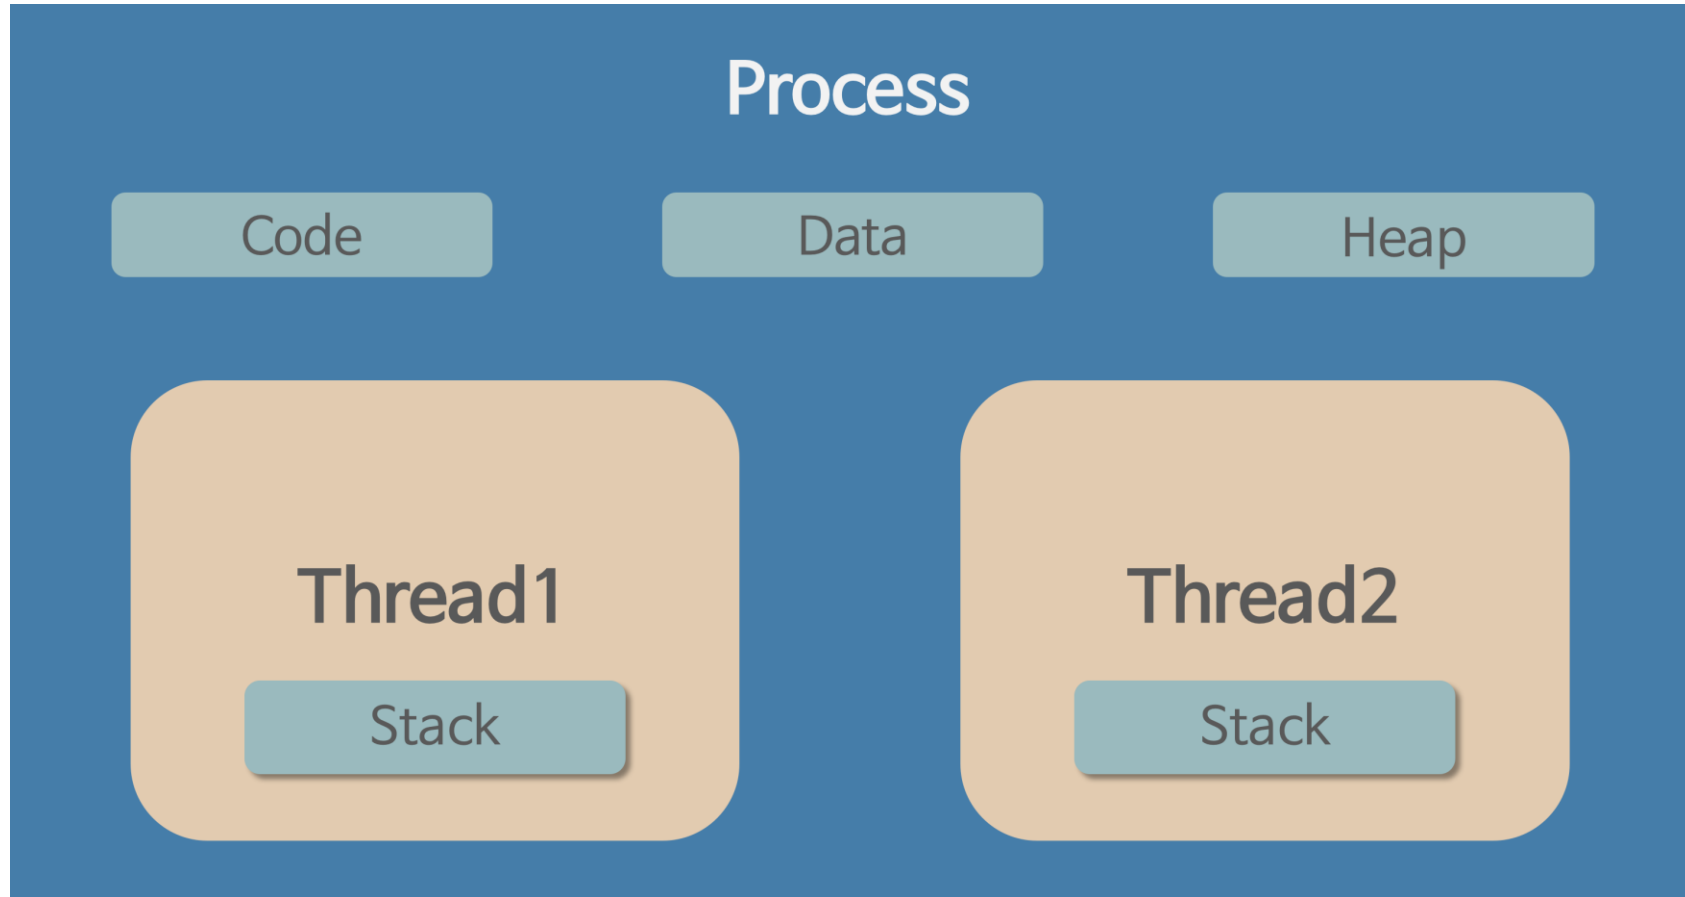 Process
Code
Data
Heap
Thread1
Thread2
Stack
Stack